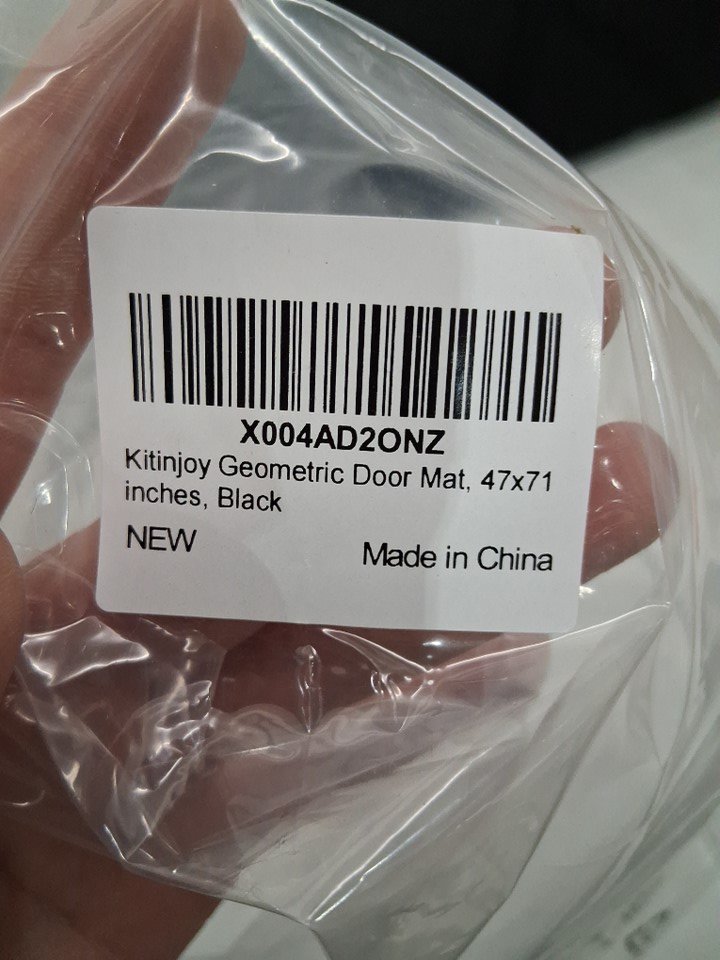 X004AD2ONZ
Kitinjoy Geometric Door Mat, 47x71
inches, Black
NEW
Made in China